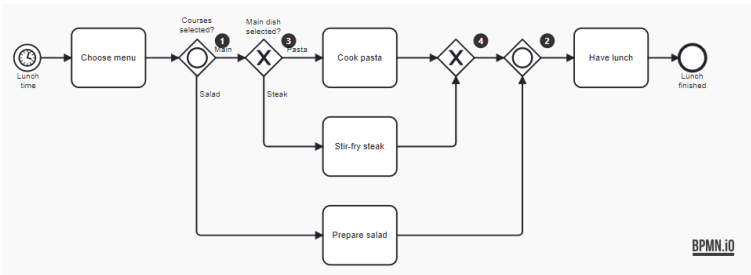 Courses
selected?
Main dish
selected?
1
3
4
2
Main
Pasta
Lunch
time
Choose menu
Cook pasta
Have lunch
Lunch
finished
Salad
Steak
Stir-fry steak
Prepare salad
BPMN.iO